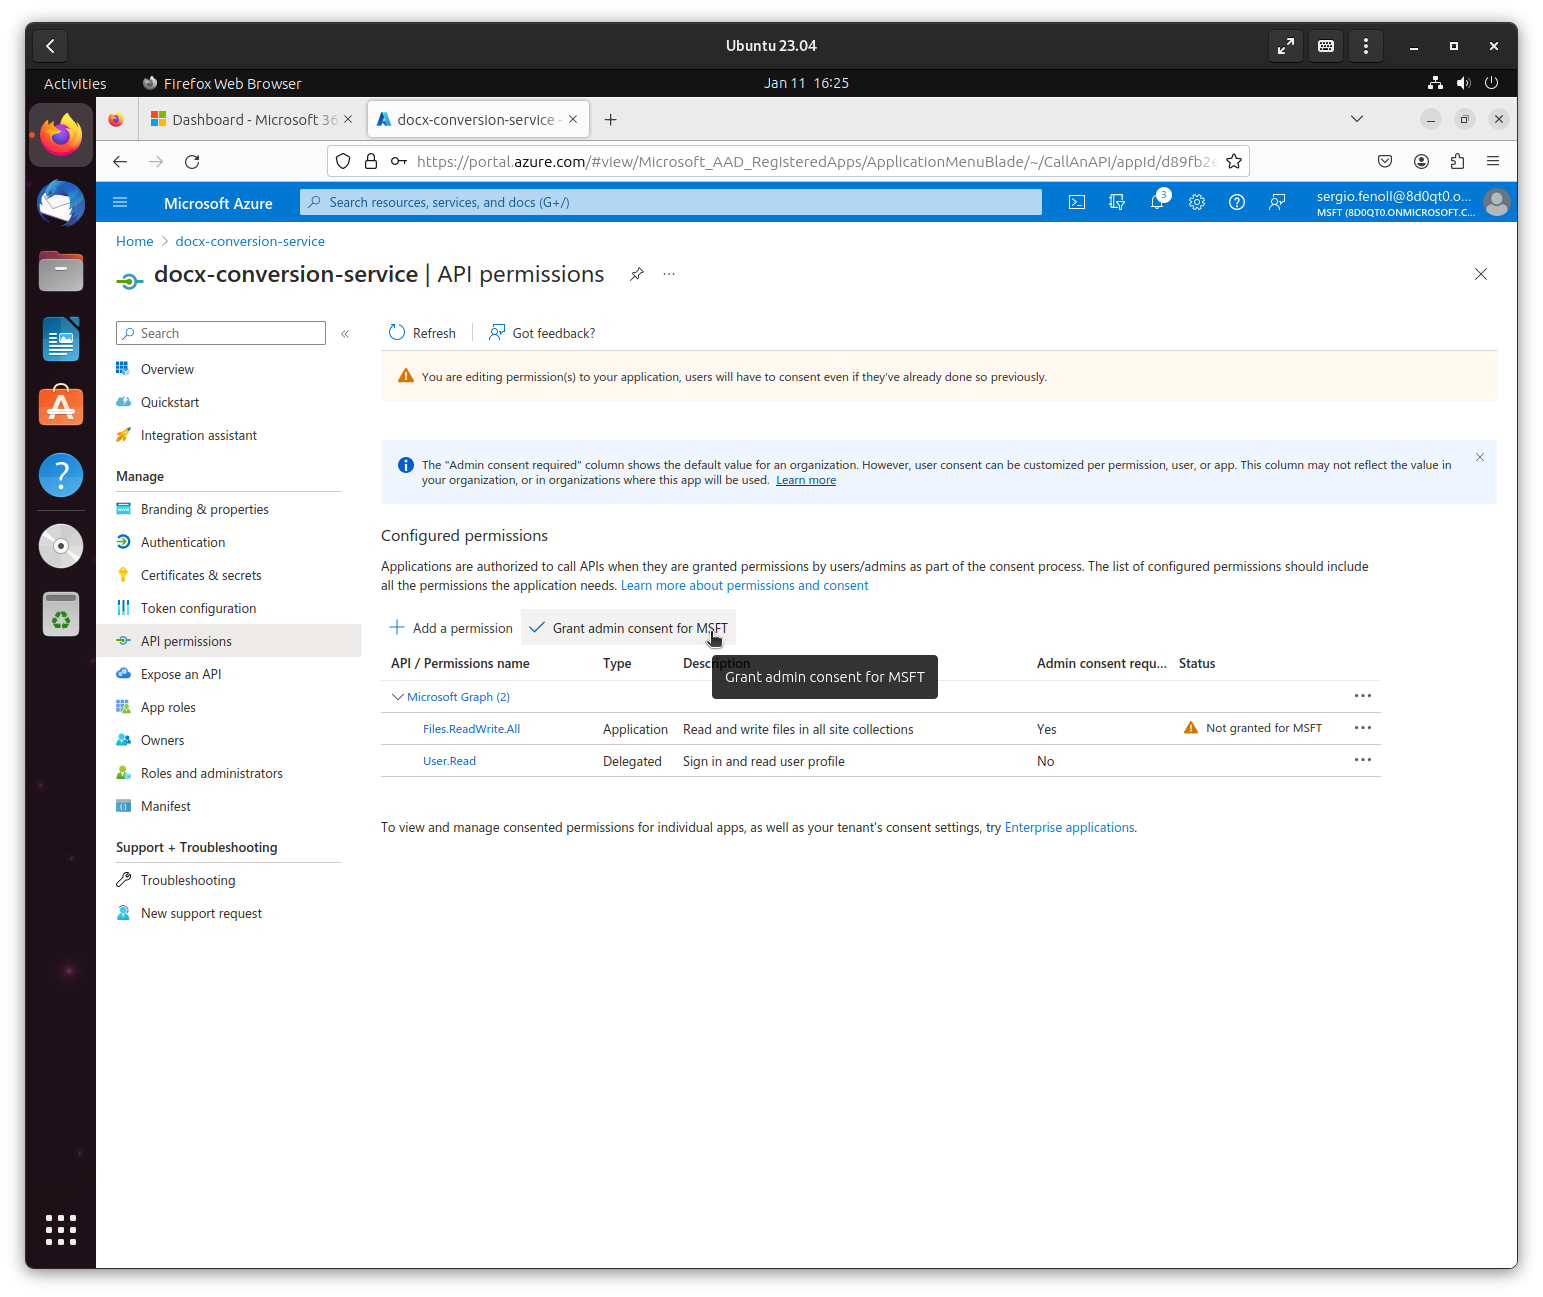 Ubuntu 23.04
Activities
Firefox Web Browser
Jan 11 16:25
Dashboard - Microsoft 36
docx-conversion-service -
https://portal.azure.com/#view/Microsoft_AAD_RegisteredApps/ApplicationMenuBlade/~/CallAnAPI/appId/d89fb2e
Microsoft Azure
Search resources, services, and docs (G+/)
3
sergio.fenoll@8d0qt0.o...
MSFT (8D0QT0.ONMICROSOFT.C...
Home > docx-conversion-service
docx-conversion-service | API permissions
Search
Refresh
Got feedback?
You are editing permission(s) to your application, users will have to consent even if they've already done so previously.
The "Admin consent required" column shows the default value for an organization. However, user consent can be customized per permission, user, or app. This column may not reflect the value in
your organization, or in organizations where this app will be used. Learn more
Overview
Quickstart
Integration assistant
Manage
Branding & properties
Authentication
Certificates & secrets
Token configuration
API permissions
Expose an API
App roles
Owners
Roles and administrators
Manifest
Support + Troubleshooting
Troubleshooting
New support request
Configured permissions
Applications are authorized to call APIs when they are granted permissions by users/admins as part of the consent process. The list of configured permissions should include
all the permissions the application needs. Learn more about permissions and consent
Add a permission
Grant admin consent for MSFT
API / Permissions name Type Description Admin consent requ... Status
Grant admin consent for MSFT
Microsoft Graph (2)
Files.ReadWrite.All Application Read and write files in all site collections Yes Not granted for MSFT
User.Read Delegated Sign in and read user profile No
To view and manage consented permissions for individual apps, as well as your tenant's consent settings, try Enterprise applications.